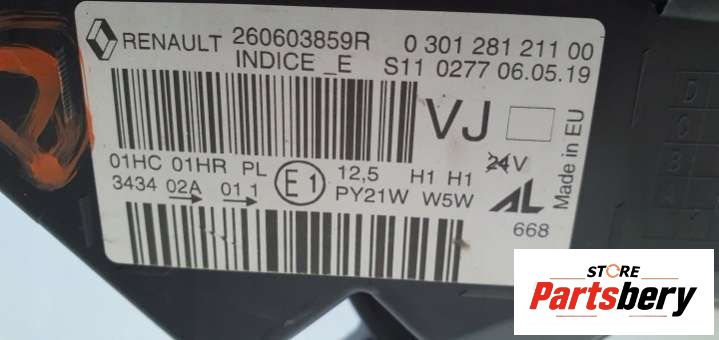 RENAULT 260603859R 0 301 281 211 00
INDICE _E S11 0277 06.05.19
VJ
Made in EU
01HC 01HR PL E1 12,5 H1 H1 24V
3434 02A 01 1 PY21W W5W AL
668
STORE
Partsbery